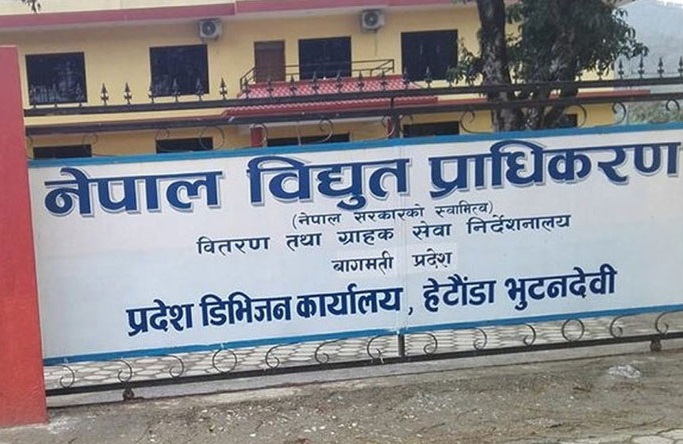 नेपाल विद्युत प्राधिकरण
(नेपाल सरकारको स्वामित्व)
वितरण तथा ग्राहक सेवा निर्देशनालय
बागमती प्रदेश
प्रदेश डिभिजन कार्यालय, हेटौंडा भुटनदेवी